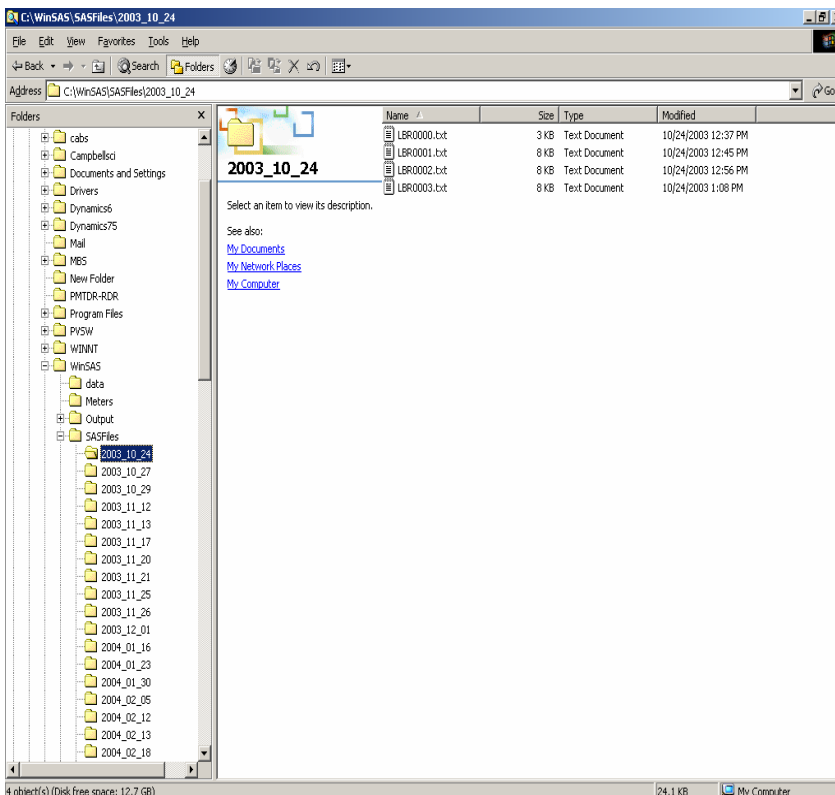 C:\WinSAS\SASFiles\2003_10_24
File Edit View Favorites Tools Help
Back Search Folders
Address C:\WinSAS\SASFiles\2003_10_24 Go
Folders X
cabs
Campbellsci
Documents and Settings
Drivers
Dynamics6
Dynamics75
Mail
MBS
New Folder
PMTDR-RDR
Program Files
PVSW
WINNT
WinSAS
data
Meters
Output
SASFiles
2003_10_24
2003_10_27
2003_10_29
2003_11_12
2003_11_13
2003_11_17
2003_11_20
2003_11_21
2003_11_25
2003_11_26
2003_12_01
2004_01_16
2004_01_23
2004_01_30
2004_02_05
2004_02_12
2004_02_13
2004_02_18
2003_10_24
Select an item to view its description.
See also:
My Documents
My Network Places
My Computer
Name Size Type Modified
LBR0000.txt 3 KB Text Document 10/24/2003 12:37 PM
LBR0001.txt 8 KB Text Document 10/24/2003 12:45 PM
LBR0002.txt 8 KB Text Document 10/24/2003 12:56 PM
LBR0003.txt 8 KB Text Document 10/24/2003 1:08 PM
4 object(s) (Disk free space: 12.7 GB) 24.1 KB My Computer